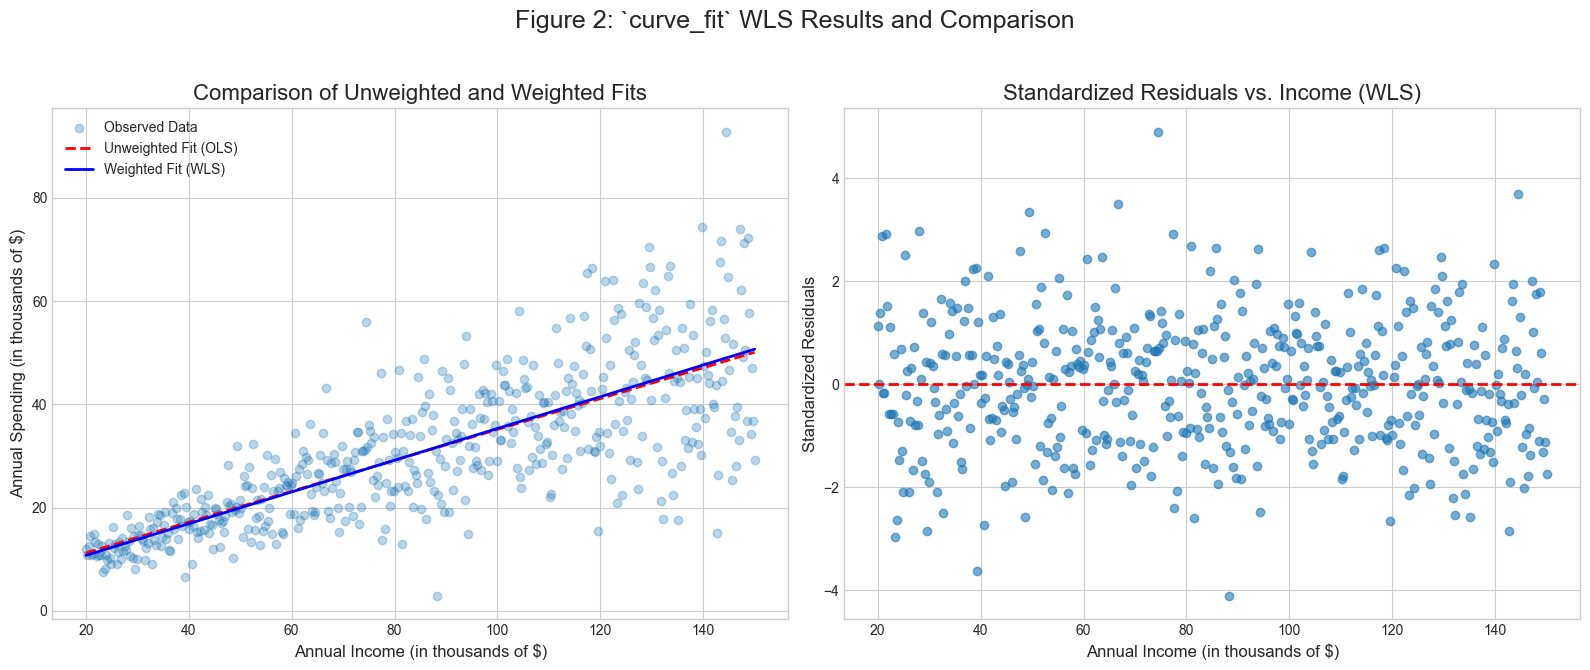 Figure 2: `curve_fit` WLS Results and Comparison
Comparison of Unweighted and Weighted Fits
Observed Data
Unweighted Fit (OLS)
Weighted Fit (WLS)
Annual Spending (in thousands of $)
80
60
40
20
0
20 40 60 80 100 120 140
Annual Income (in thousands of $)
Standardized Residuals vs. Income (WLS)
Standardized Residuals
4
2
0
−2
−4
20 40 60 80 100 120 140
Annual Income (in thousands of $)